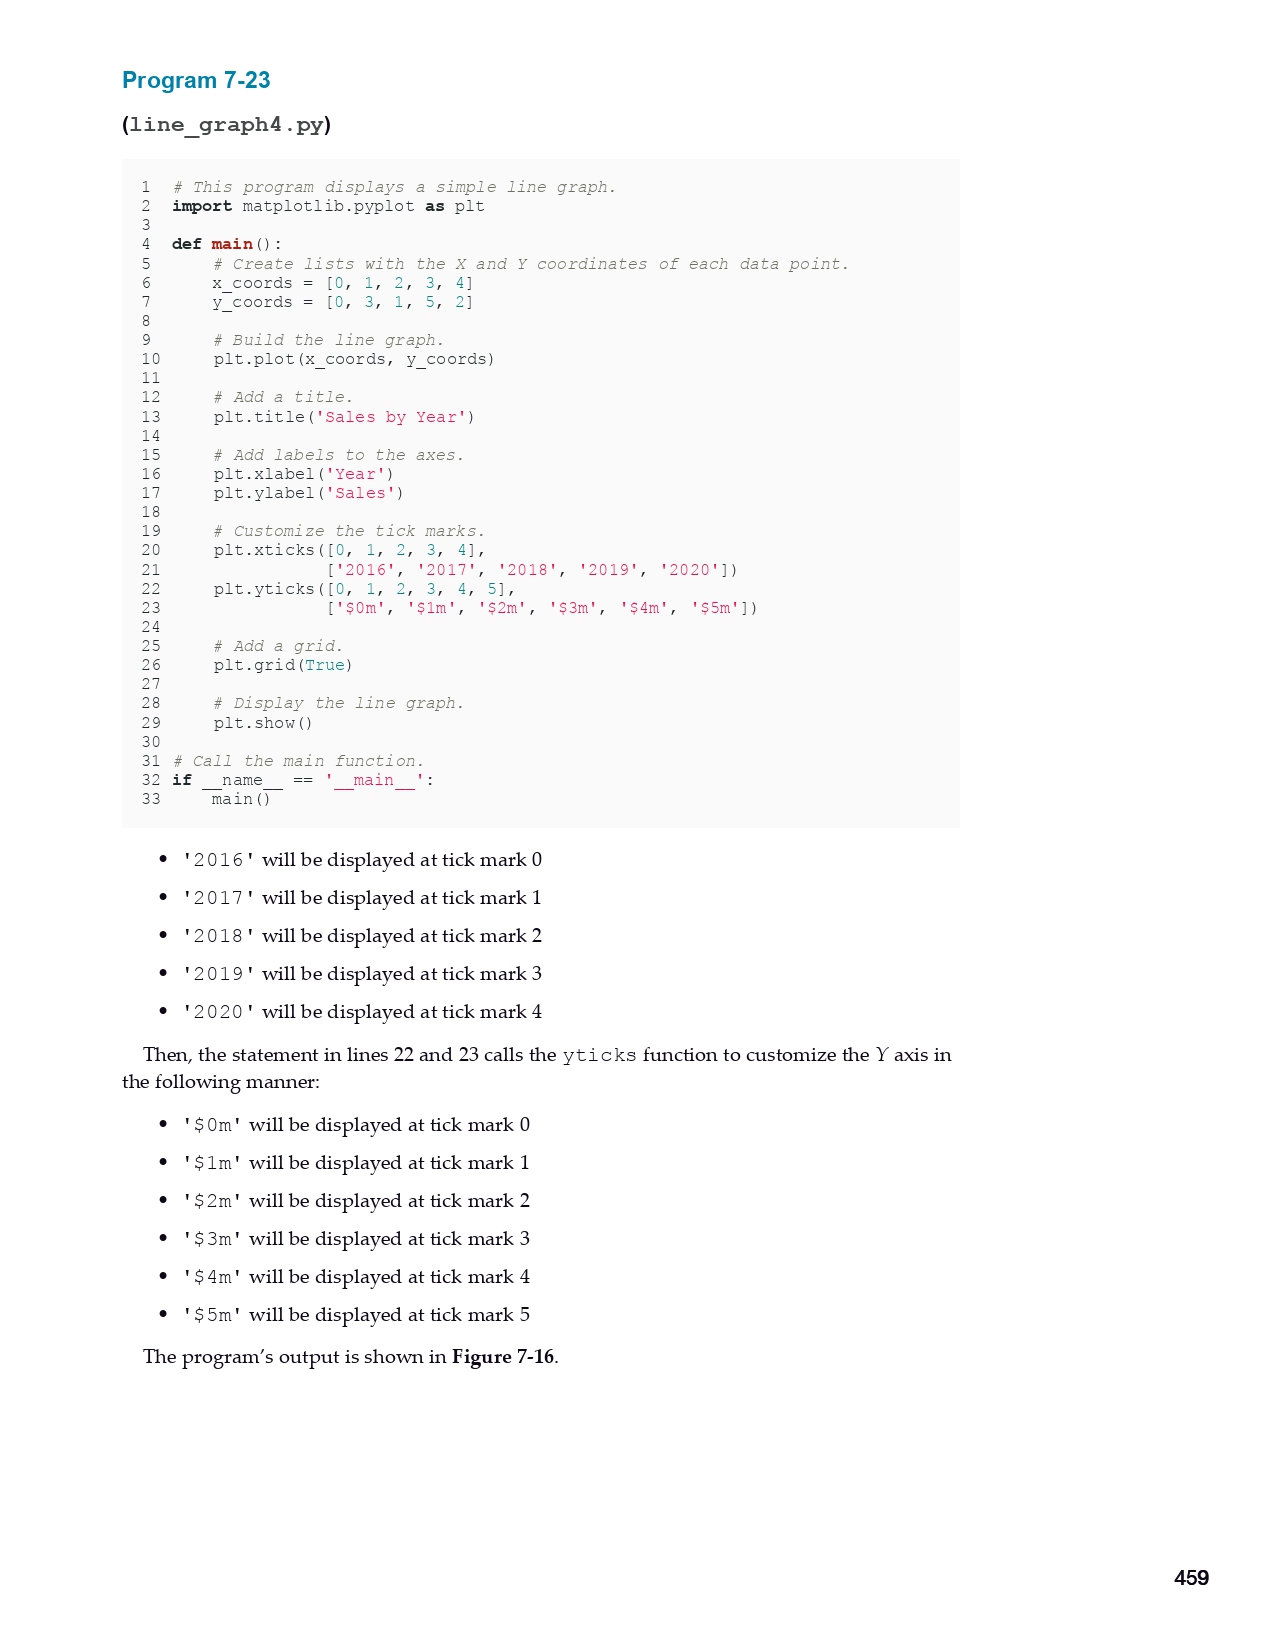 Program 7-23
(line_graph4.py)
1 # This program displays a simple line graph.
2 import matplotlib.pyplot as plt
3
4 def main():
5     # Create lists with the X and Y coordinates of each data point.
6     x_coords = [0, 1, 2, 3, 4]
7     y_coords = [0, 3, 1, 5, 2]
8
9     # Build the line graph.
10     plt.plot(x_coords, y_coords)
11
12     # Add a title.
13     plt.title('Sales by Year')
14
15     # Add labels to the axes.
16     plt.xlabel('Year')
17     plt.ylabel('Sales')
18
19     # Customize the tick marks.
20     plt.xticks([0, 1, 2, 3, 4],
21                ['2016', '2017', '2018', '2019', '2020'])
22     plt.yticks([0, 1, 2, 3, 4, 5],
23                ['$0m', '$1m', '$2m', '$3m', '$4m', '$5m'])
24
25     # Add a grid.
26     plt.grid(True)
27
28     # Display the line graph.
29     plt.show()
30
31 # Call the main function.
32 if __name__ == '__main__':
33     main()
• '2016' will be displayed at tick mark 0
• '2017' will be displayed at tick mark 1
• '2018' will be displayed at tick mark 2
• '2019' will be displayed at tick mark 3
• '2020' will be displayed at tick mark 4
Then, the statement in lines 22 and 23 calls the yticks function to customize the Y axis in
the following manner:
• '$0m' will be displayed at tick mark 0
• '$1m' will be displayed at tick mark 1
• '$2m' will be displayed at tick mark 2
• '$3m' will be displayed at tick mark 3
• '$4m' will be displayed at tick mark 4
• '$5m' will be displayed at tick mark 5
The program’s output is shown in Figure 7-16.
459